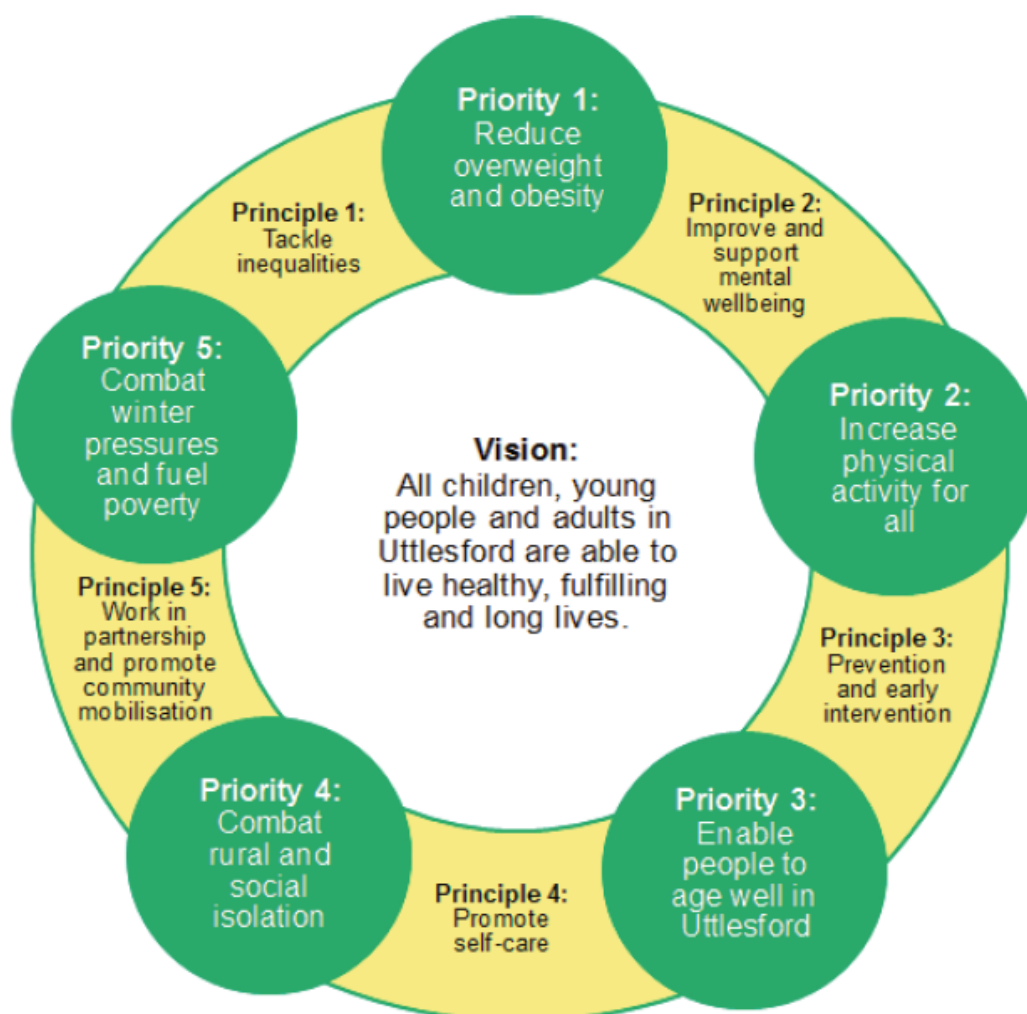 Priority 1:
Reduce
overweight
and obesity
Principle 1:
Tackle
inequalities
Principle 2:
Improve and
support
mental
wellbeing
Priority 5:
Combat
winter
pressures
and fuel
poverty
Priority 2:
Increase
physical
activity for
all
Vision:
All children, young
people and adults in
Uttlesford are able to
live healthy, fulfilling
and long lives.
Principle 5:
Work in
partnership
and promote
community
mobilisation
Principle 3:
Prevention
and early
intervention
Priority 4:
Combat
rural and
social
isolation
Priority 3:
Enable
people to
age well in
Uttlesford
Principle 4:
Promote
self-care